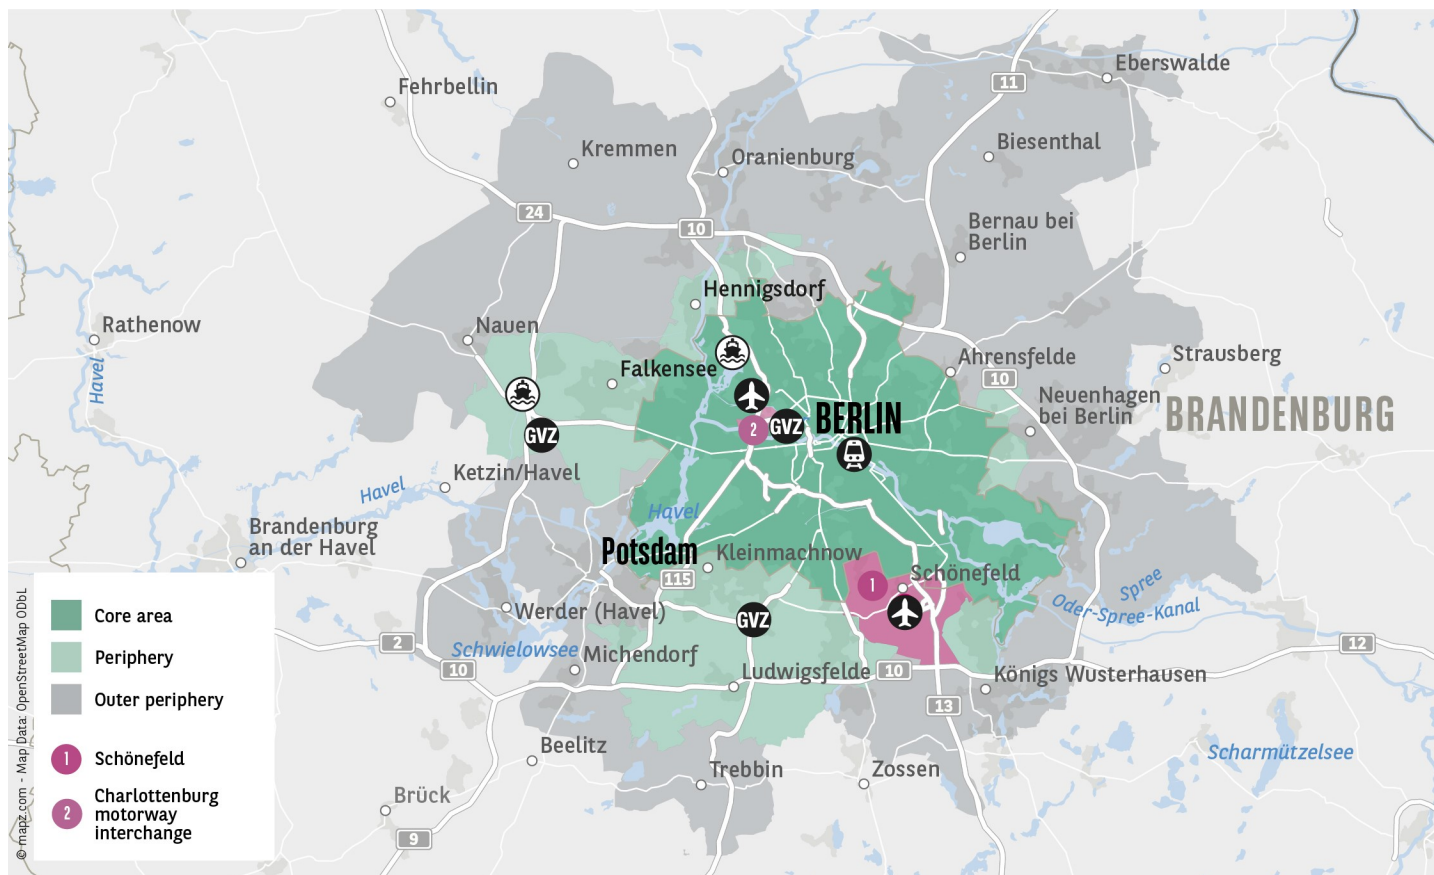 Eberswalde
11
Fehrbellin
Biesenthal
Kremmen
Oranienburg
24
10
Bernau bei
Berlin
Hennigsdorf
Rathenow
Nauen
Havel
Falkensee
Ahrensfelde
Strausberg
10
Neuenhagen
bei Berlin
BRANDENBURG
BERLIN
2
GVZ
GVZ
Ketzin/Havel
Havel
Havel
Brandenburg
an der Havel
Potsdam
Kleinmachnow
115
1
Schönefeld
Spree
Oder-Spree-Kanal
Werder (Havel)
GVZ
2
Schwielowsee
Michendorf
10
Ludwigsfelde
10
12
Königs Wusterhausen
13
Beelitz
Trebbin
Zossen
Scharmützelsee
Brück
9
Core area
Periphery
Outer periphery
1
Schönefeld
2
Charlottenburg
motorway
interchange
© mapz.com - Map Data: OpenStreetMap ODbL